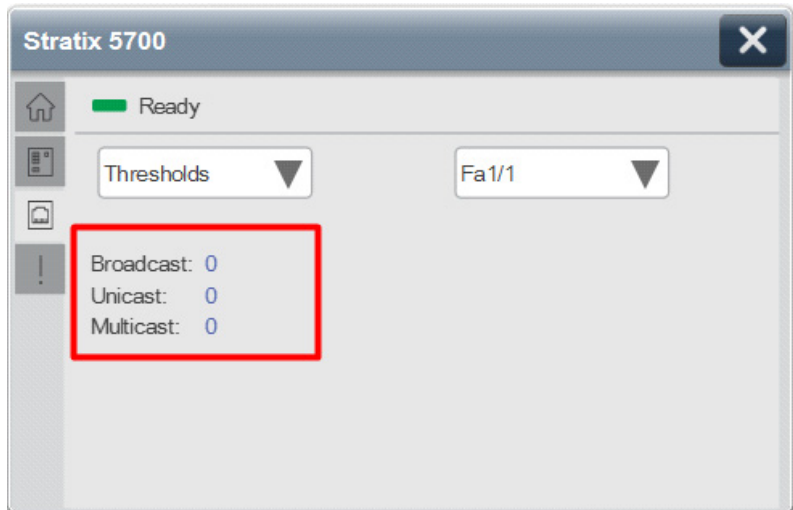 Stratix 5700
Ready
Thresholds Fa1/1
Broadcast: 0
Unicast: 0
Multicast: 0